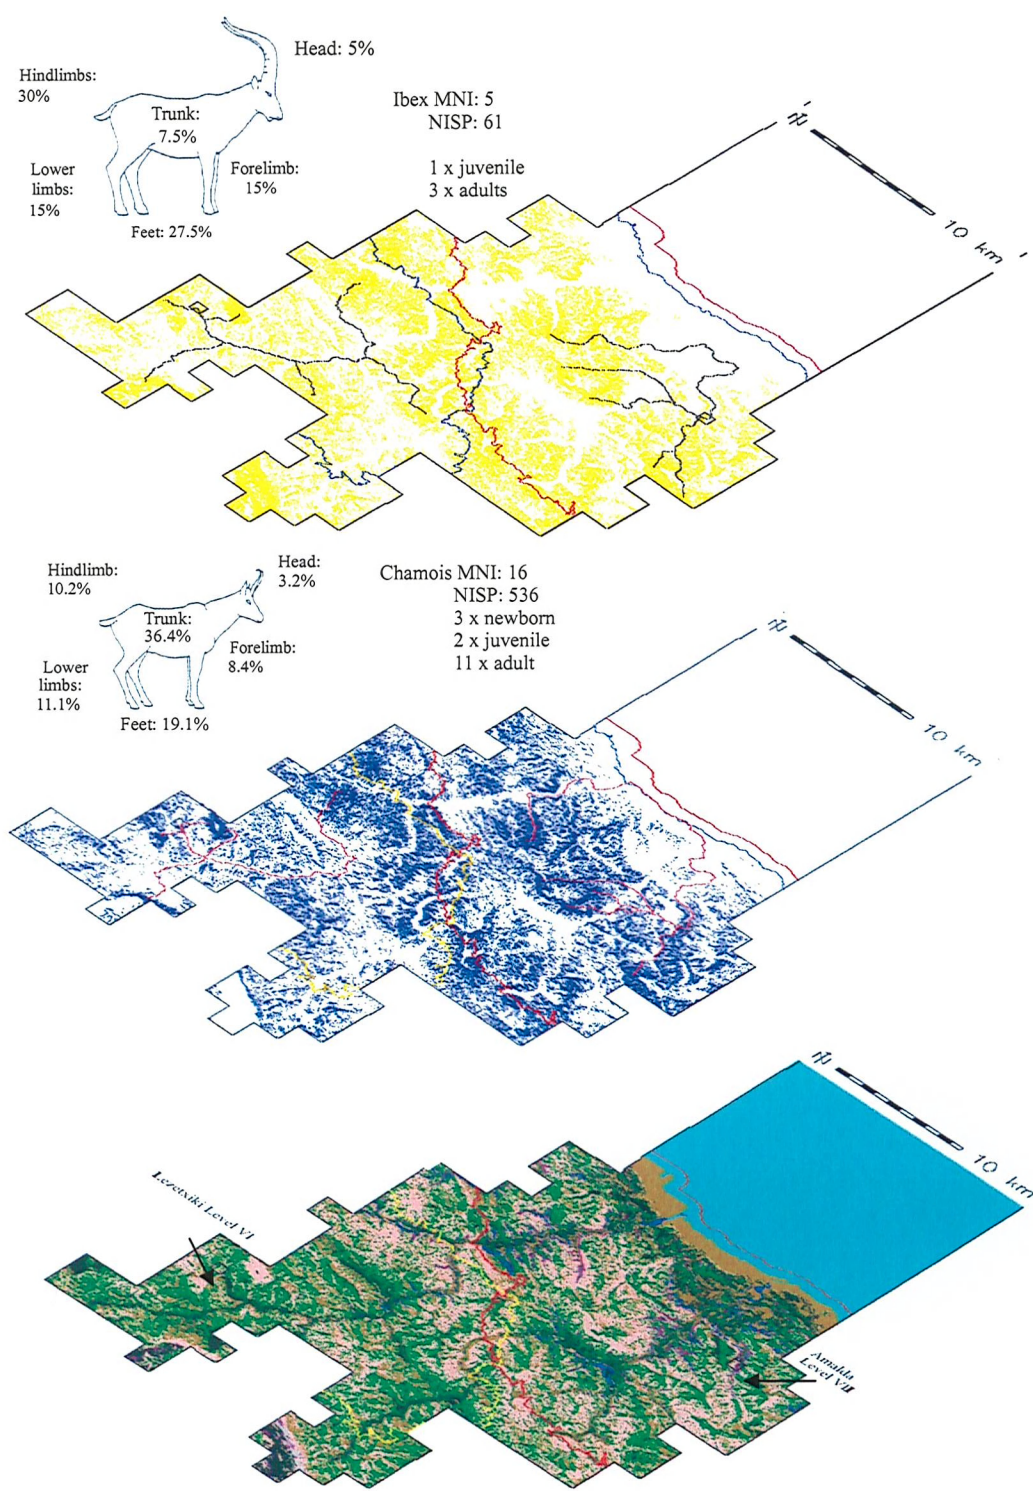 Head: 5%
Hindlimbs:
30%
Ibex MNI: 5
NISP: 61
Trunk:
7.5%
1 x juvenile
3 x adults
Lower
limbs:
15%
Forelimb:
15%
Feet: 27.5%
10 km
Head:
3.2%
Hindlimb:
10.2%
Chamois MNI: 16
NISP: 536
3 x newborn
2 x juvenile
11 x adult
Trunk:
36.4%
Forelimb:
8.4%
Lower
limbs:
11.1%
Feet: 19.1%
10 km
10 km
Lezetxiki Level VI
Amalda
Level VII